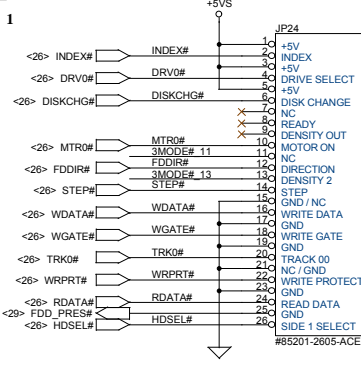 1
+5VS
JP24
1 +5V
<26> INDEX# INDEX# 2 INDEX
3 +5V
<26> DRV0# DRV0# 4 DRIVE SELECT
5 +5V
<26> DISKCHG# DISKCHG# 6 DISK CHANGE
7 NC
8 READY
9 DENSITY OUT
<26> MTR0# MTR0# 10 MOTOR ON
3MODE#_11 11 NC
<26> FDDIR# FDDIR# 12 DIRECTION
3MODE#_13 13 DENSITY 2
<26> STEP# STEP# 14 STEP
15 GND / NC
<26> WDATA# WDATA# 16 WRITE DATA
17 GND
<26> WGATE# WGATE# 18 WRITE GATE
19 GND
<26> TRK0# TRK0# 20 TRACK 00
21 NC / GND
<26> WRPRT# WRPRT# 22 WRITE PROTECT
23 GND
<26> RDATA# RDATA# 24 READ DATA
<29> FDD_PRES# 25 GND
<26> HDSEL# HDSEL# 26 SIDE 1 SELECT
#85201-2605-ACE